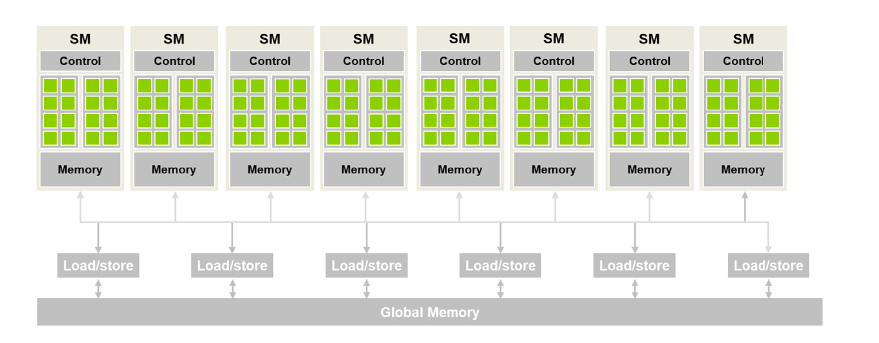 SM SM SM SM SM SM SM SM
Control Control Control Control Control Control Control Control
Memory Memory Memory Memory Memory Memory Memory Memory
Load/store Load/store Load/store Load/store Load/store Load/store
Global Memory